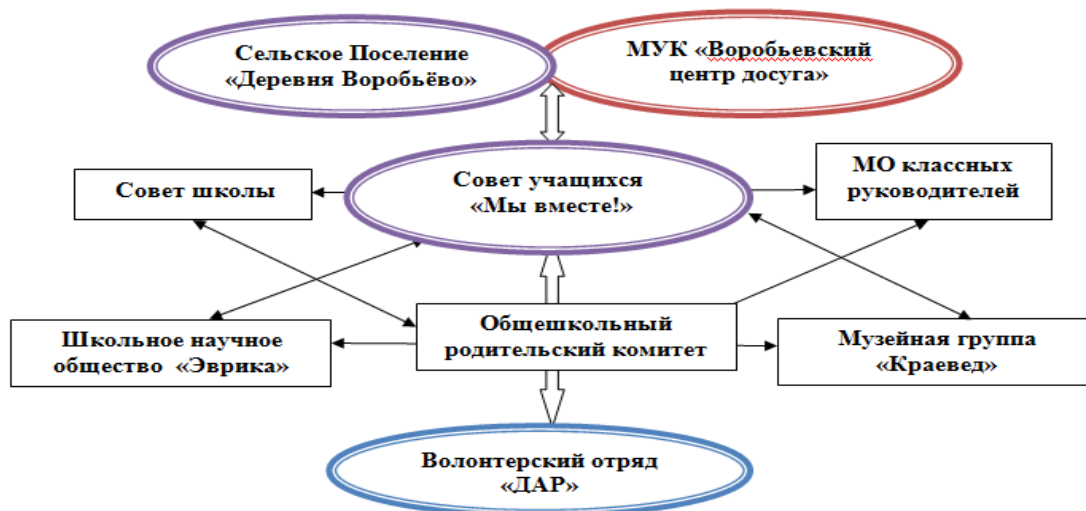 Сельское Поселение
«Деревня Воробьёво»
МУК «Воробьевский
центр досуга»
Совет школы
Совет учащихся
«Мы вместе!»
МО классных
руководителей
Школьное научное
общество «Эврика»
Общешкольный
родительский комитет
Музейная группа
«Краевед»
Волонтерский отряд
«ДАР»